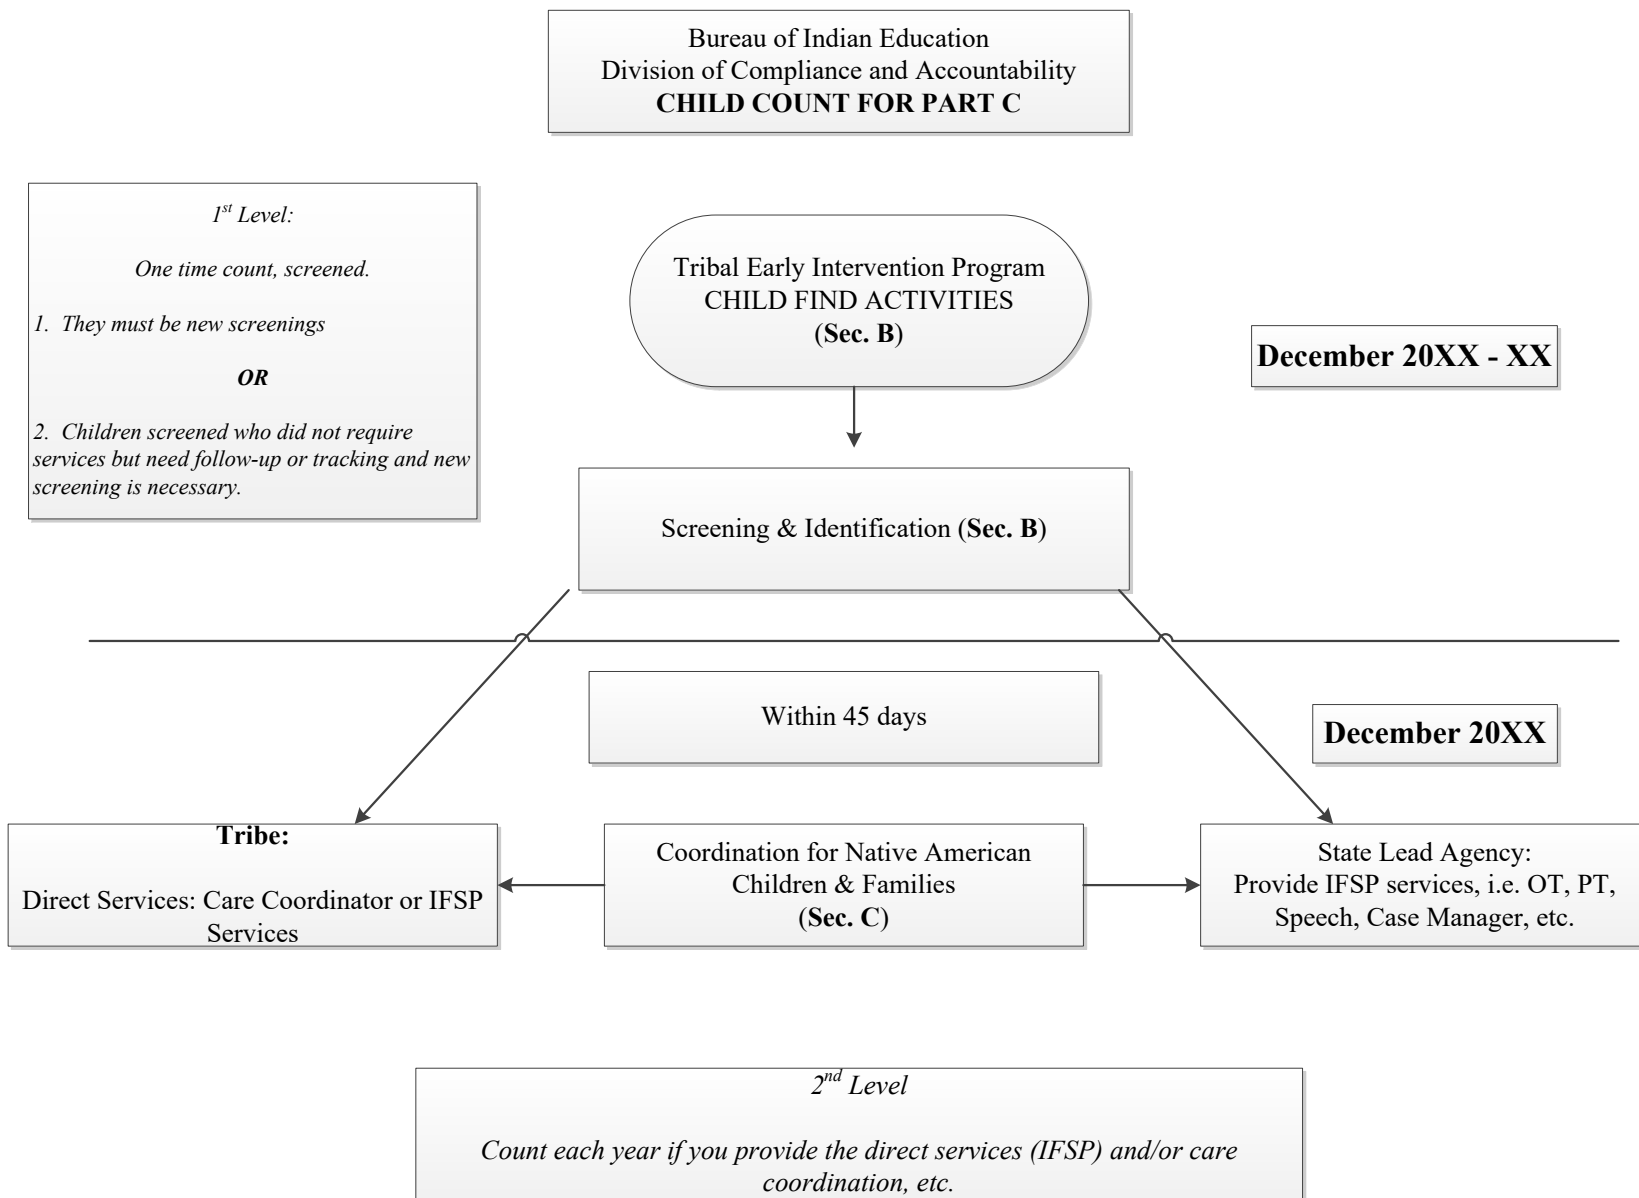 Bureau of Indian Education
Division of Compliance and Accountability
CHILD COUNT FOR PART C
1st Level:
One time count, screened.
1. They must be new screenings
OR
2. Children screened who did not require
services but need follow-up or tracking and new
screening is necessary.
Tribal Early Intervention Program
CHILD FIND ACTIVITIES
(Sec. B)
December 20XX - XX
Screening & Identification (Sec. B)
Within 45 days
December 20XX
Tribe:
Direct Services: Care Coordinator or IFSP
Services
Coordination for Native American
Children & Families
(Sec. C)
State Lead Agency:
Provide IFSP services, i.e. OT, PT,
Speech, Case Manager, etc.
2nd Level
Count each year if you provide the direct services (IFSP) and/or care
coordination, etc.